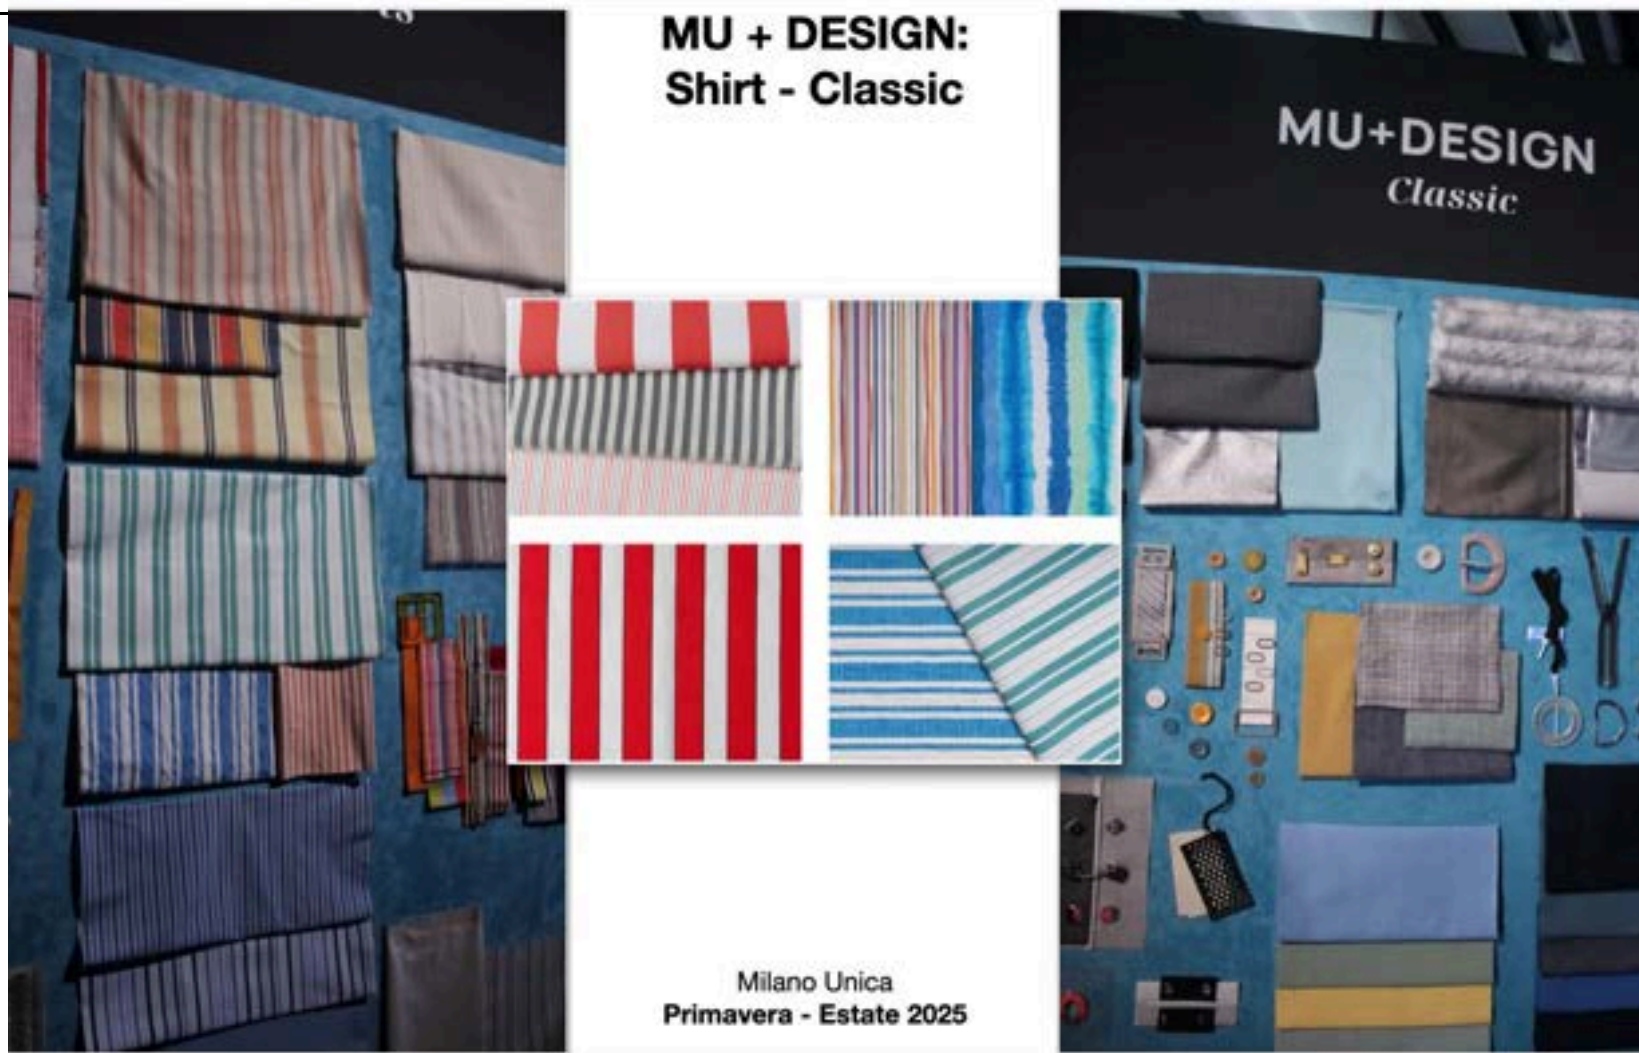 MU + DESIGN:
Shirt - Classic
MU+DESIGN
Classic
Milano Unica
Primavera - Estate 2025